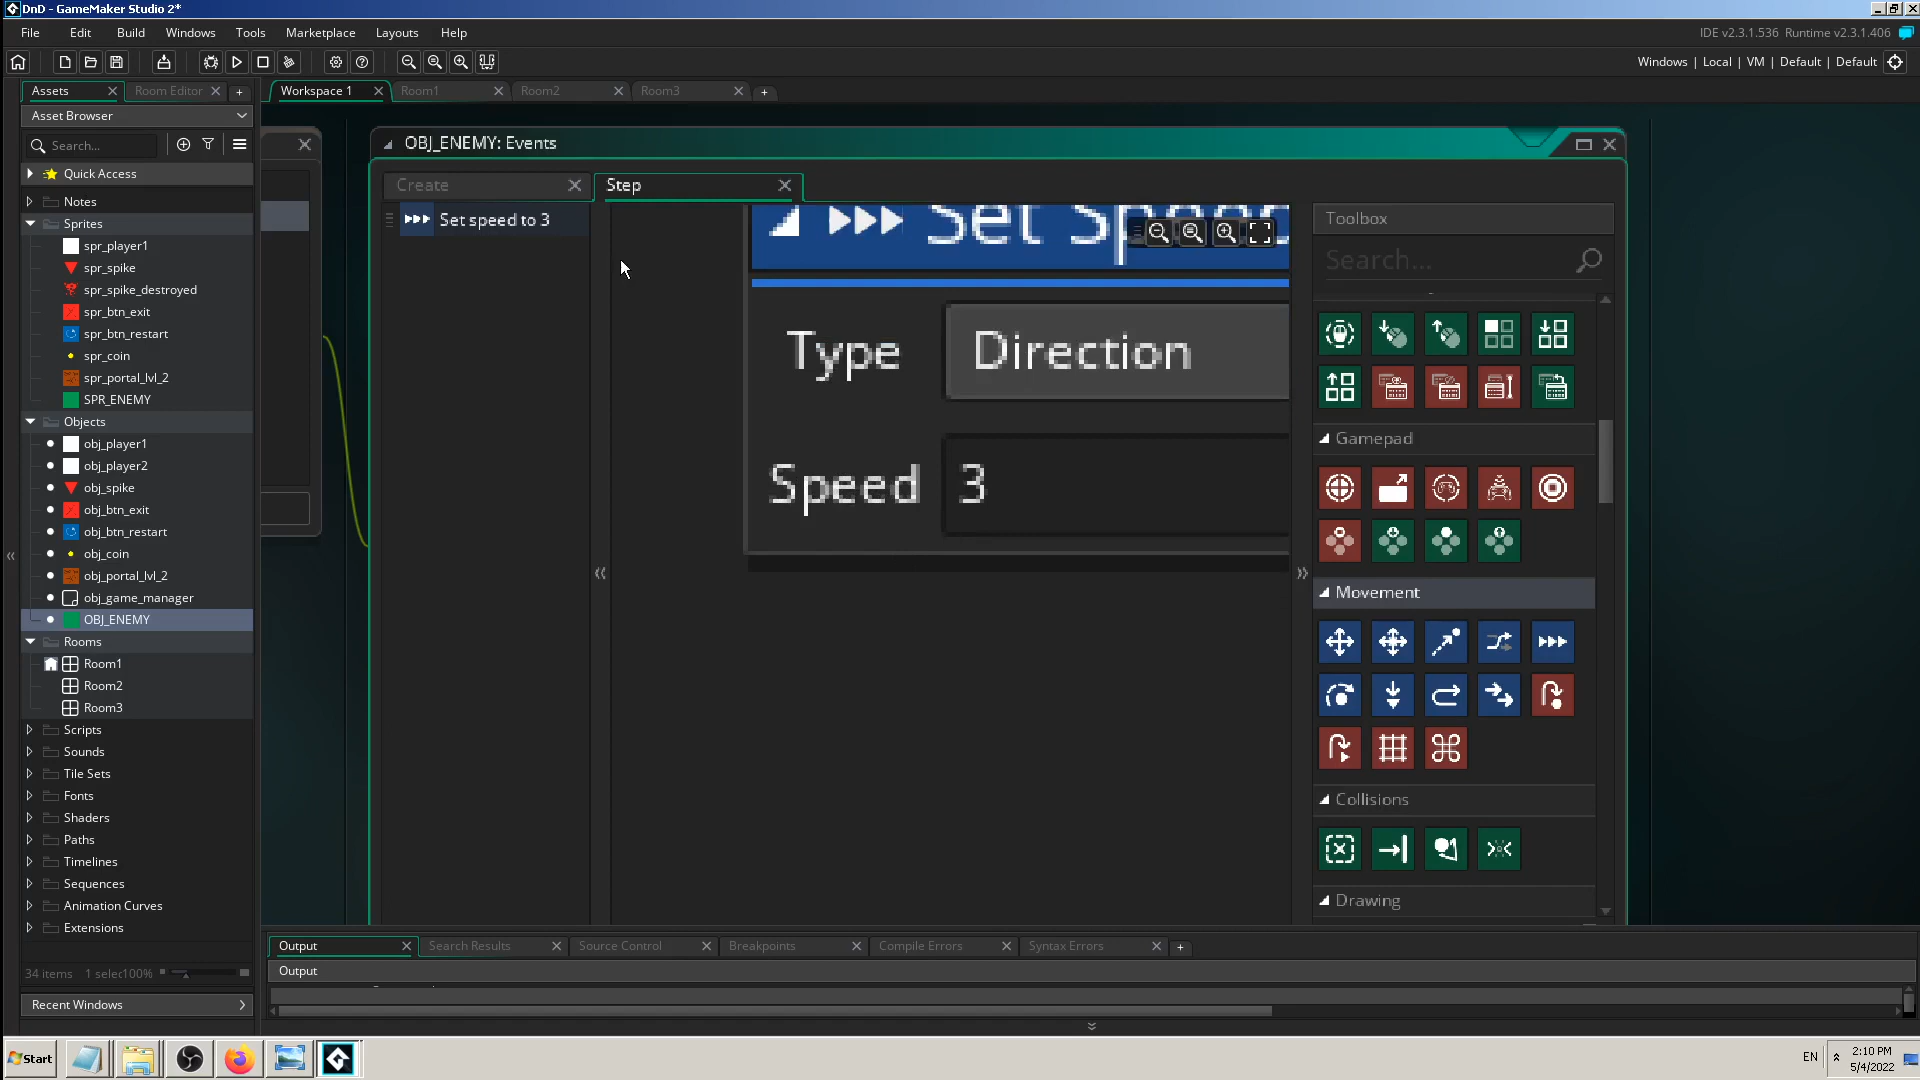 DnD - GameMaker Studio 2*
File Edit Build Windows Tools Marketplace Layouts Help
IDE v2.3.1.536 Runtime v2.3.1.406
Windows | Local | VM | Default | Default
Assets
Room Editor
Workspace 1
Room1
Room2
Room3
Asset Browser
Search...
Quick Access
Notes
Sprites
spr_player1
spr_spike
spr_spike_destroyed
spr_btn_exit
spr_btn_restart
spr_coin
spr_portal_lvl_2
SPR_ENEMY
Objects
obj_player1
obj_player2
obj_spike
obj_btn_exit
obj_btn_restart
obj_coin
obj_portal_lvl_2
obj_game_manager
OBJ_ENEMY
Rooms
Room1
Room2
Room3
Scripts
Sounds
Tile Sets
Fonts
Shaders
Paths
Timelines
Sequences
Animation Curves
Extensions
34 items 1 selec100%
Recent Windows
OBJ_ENEMY: Events
Create
Step
Set speed to 3
Set Speed
Type Direction
Speed 3
Toolbox
Search...
Gamepad
Movement
Collisions
Drawing
Output
Search Results
Source Control
Breakpoints
Compile Errors
Syntax Errors
Output
Start
EN
2:10 PM
5/4/2022